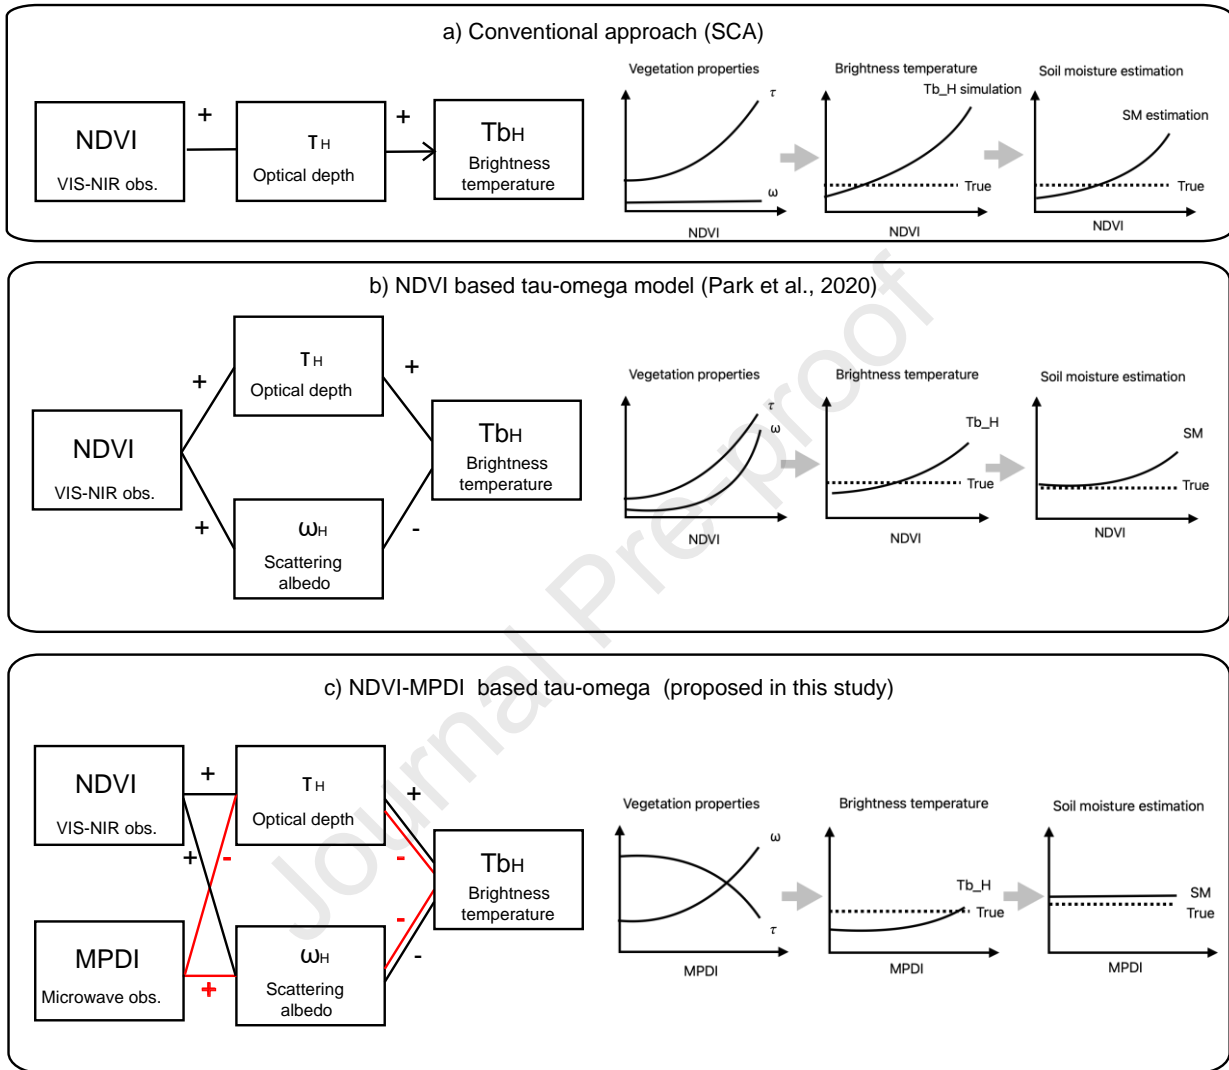 a) Conventional approach (SCA)
NDVI
VIS-NIR obs.
+
τH
Optical depth
+
TbH
Brightness
temperature
Vegetation properties
τ
ω
NDVI
Brightness temperature
Tb_H simulation
True
NDVI
Soil moisture estimation
SM estimation
True
NDVI
b) NDVI based tau-omega model (Park et al., 2020)
NDVI
VIS-NIR obs.
+
+
τH
Optical depth
ωH
Scattering
albedo
+
-
TbH
Brightness
temperature
Vegetation properties
τ
ω
NDVI
Brightness temperature
Tb_H
True
NDVI
Soil moisture estimation
SM
True
NDVI
c) NDVI-MPDI based tau-omega (proposed in this study)
NDVI
VIS-NIR obs.
MPDI
Microwave obs.
+
+
-
+
τH
Optical depth
ωH
Scattering
albedo
+
-
-
-
TbH
Brightness
temperature
Vegetation properties
ω
τ
MPDI
Brightness temperature
Tb_H
True
MPDI
Soil moisture estimation
SM
True
MPDI
Journal Pre-proof